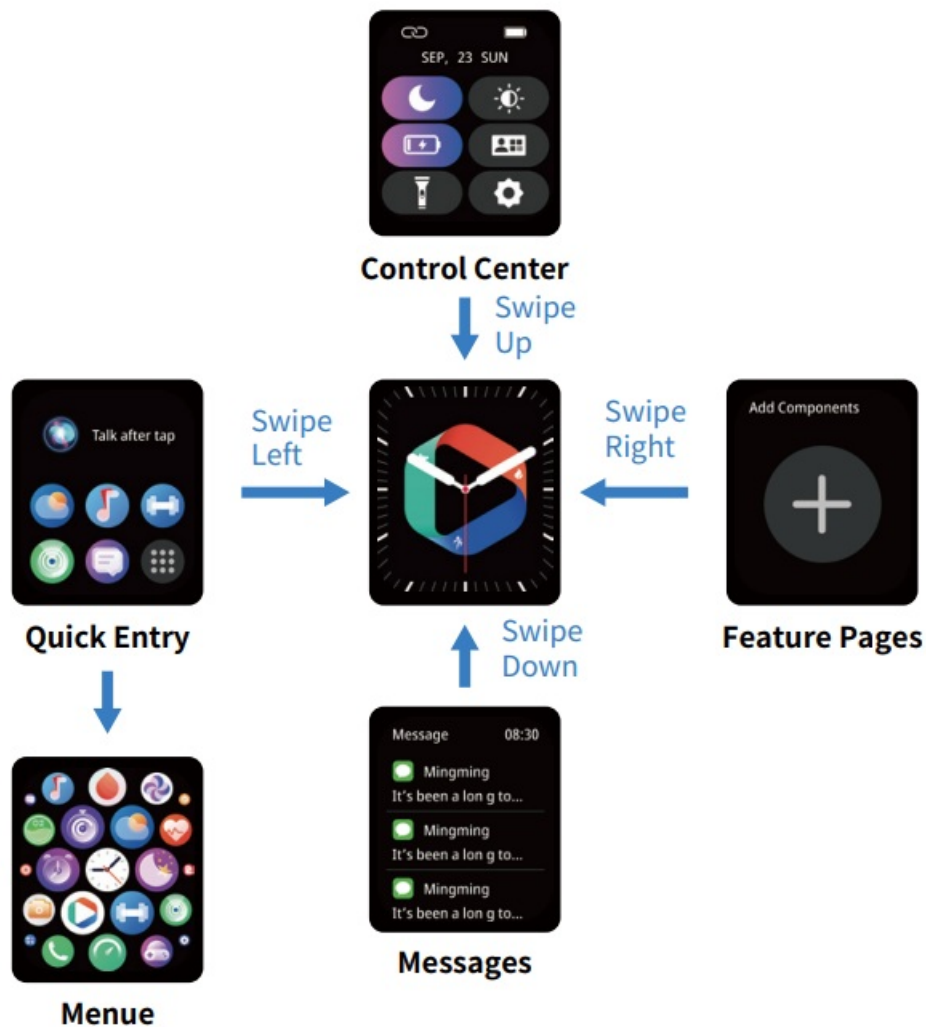 SEP, 23 SUN
Control Center
Swipe
Up
Talk after tap
Quick Entry
Swipe
Left
Swipe
Right
Add Components
Feature Pages
Swipe
Down
Message 08:30
Mingming
It's been a lon g to...
Mingming
It's been a lon g to...
Mingming
It's been a lon g to...
Messages
Menue